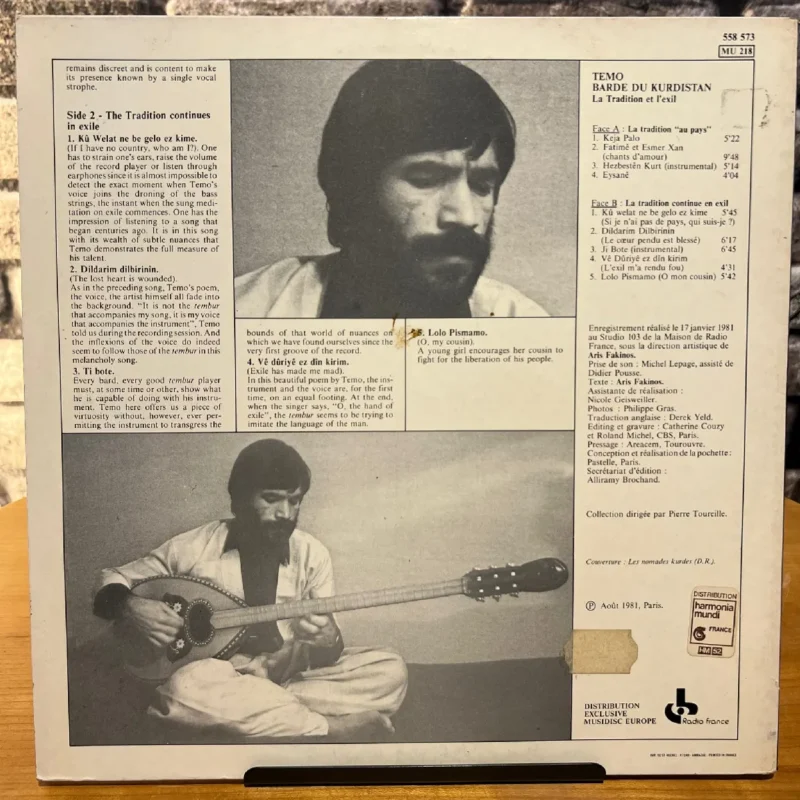 558 573
MU 218
remains discreet and is content to make
its presence known by a single vocal
strophe.
Side 2 - The Tradition continues
in exile
1. Kû Welat ne be gelo ez kime.
(If I have no country, who am I?). One
has to strain one's ears, raise the volume
of the record player or listen through
earphones since it is almost impossible to
detect the exact moment when Temo's
voice joins the droning of the bass
strings, the instant when the sung medi-
tation on exile commences. One has the
impression of listening to a song that
began centuries ago. It is in this song
with its wealth of subtle nuances that
Temo demonstrates the full measure of
his talent.
2. Dildarim dilbirinin.
(The lost heart is wounded).
As in the preceding song, Temo's poem,
the voice, the artist himself all fade into
the background. "It is not the tembur
that accompanies my song, it is my voice
that accompanies the instrument", Temo
told us during the recording session. And
the inflexions of the voice do indeed
seem to follow those of the tembur in this
melancholy song.
3. Ti bote.
Every bard, every good tembur player
must, at some time or other, show what
he is capable of doing with his instru-
ment. Temo here offers us a piece of
virtuosity without, however, ever per-
mitting the instrument to transgress the
bounds of that world of nuances on
which we have found ourselves since the
very first groove of the record.
4. Vê dûriyê ez din kirim.
(Exile has made me mad).
In this beautiful poem by Temo, the ins-
trument and the voice are, for the first
time, on an equal footing. At the end,
when the singer says, "O, the hand of
exile", the tembur seems to be trying to
imitate the language of the man.
5. Lolo Pismamo.
(O, my cousin).
A young girl encourages her cousin to
fight for the liberation of his people.
TEMO
BARDE DU KURDISTAN
La Tradition et l'exil
Face A : La tradition "au pays"
1. Keja Palo 5'22
2. Fatimê et Esmer Xan
(chants d'amour) 9'48
3. Hezbestên Kurt (instrumental) 5'14
4. Eysanê 4'04
Face B : La tradition continue en exil
1. Kû welat ne be gelo ez kime 5'45
(Si je n'ai pas de pays, qui suis-je ?)
2. Dildarim Dilbirinin
(Le cœur pendu est blessé) 6'17
3. Ji Bote (instrumental) 6'45
4. Vê Dûriyê ez dîn kirim
(L'exil m'a rendu fou) 4'31
5. Lolo Pismamo (O mon cousin) 5'42
Enregistrement réalisé le 17 janvier 1981
au Studio 103 de la Maison de Radio
France, sous la direction artistique de
Aris Fakinos.
Prise de son : Michel Lepage, assisté de
Didier Pousse.
Texte : Aris Fakinos.
Assistante de réalisation :
Nicole Geisweiller.
Photos : Philippe Gras.
Traduction anglaise : Derek Yeld.
Editing et gravure : Catherine Coury
et Roland Michel, CBS, Paris.
Pressage : Areacem, Tourouvre.
Conception et réalisation de la pochette :
Pastelle, Paris.
Secrétariat d'édition :
Alliramy Brochand.
Collection dirigée par Pierre Toureille.
Couverture : Les nomades kurdes (D.R.).
Ⓟ Août 1981, Paris.
DISTRIBUTION
harmonia
mundi
FRANCE
HM 52
DISTRIBUTION
EXCLUSIVE
MUSIDISC EUROPE
Radio france